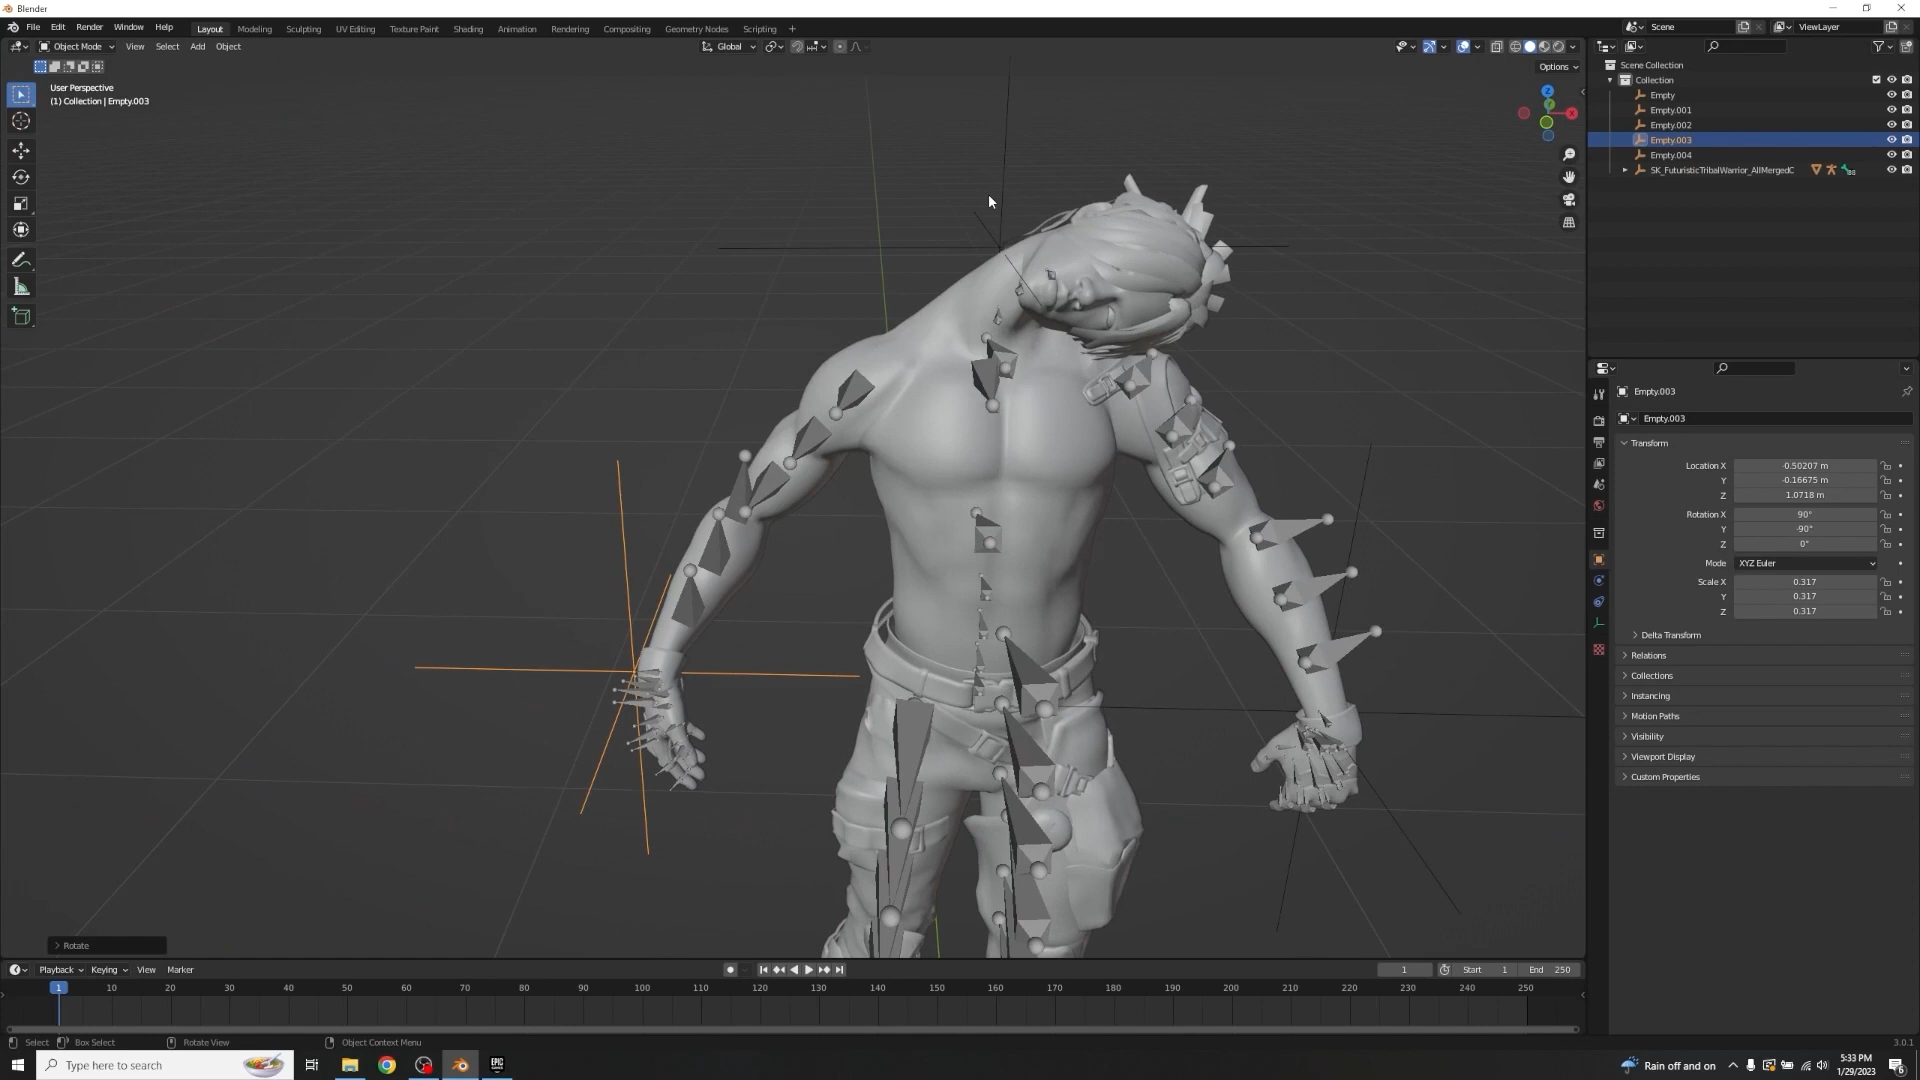 Blender
File Edit Render Window Help Layout Modeling Sculpting UV Editing Texture Paint Shading Animation Rendering Compositing Geometry Nodes Scripting + Scene ViewLayer
Object Mode View Select Add Object Global
Options
User Perspective
(1) Collection | Empty.003
Scene Collection
Collection
Empty
Empty.001
Empty.002
Empty.003
Empty.004
SK_FuturisticTribalWarrior_AllMergedC
Z
X
Empty.003
Empty.003
Transform
Location X -0.50207 m
Y -0.16675 m
Z 1.0718 m
Rotation X 90°
Y -90°
Z 0°
Mode XYZ Euler
Scale X 0.317
Y 0.317
Z 0.317
Delta Transform
Relations
Collections
Instancing
Motion Paths
Visibility
Viewport Display
Custom Properties
Rotate
Playback Keying View Marker 1 Start 1 End 250
1 10 20 30 40 50 60 70 80 90 100 110 120 130 140 150 160 170 180 190 200 210 220 230 240 250
Select Box Select Rotate View Object Context Menu 3.0.1
Type here to search EPIC GAMES Rain off and on 5:33 PM
1/29/2023 6